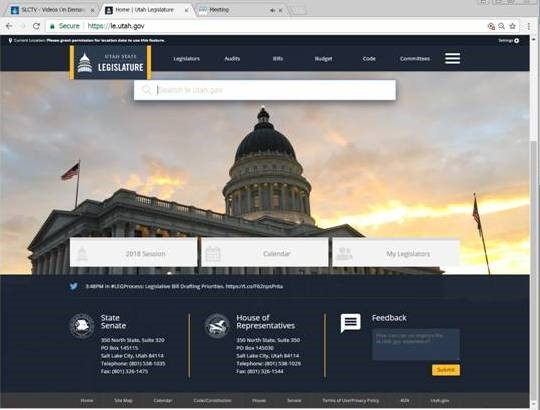 SLCTV - Videos On Deman
Home | Utah Legislature
Meeting
Secure | https://le.utah.gov
Current Location: Please grant permission for location data to use this feature.
Settings
UTAH STATE
LEGISLATURE
Legislators
Audits
Bills
Budget
Code
Committees
Search le.utah.gov
2018 Session
Calendar
My Legislators
3:48PM in #LEGProcess: Legislative Bill Drafting Priorities.
State
Senate
350 North State, Suite 320
PO Box 145115
Salt Lake City, Utah 84114
Telephone: (801) 538-1035
Fax: (801) 326-1475
House of
Representatives
350 North State, Suite 350
PO Box 145030
Salt Lake City, Utah 84114
Telephone: (801) 538-1029
Fax: (801) 326-1544
Feedback
How can we improve the
le.utah.gov experience?
Submit
Home
Site Map
Calendar
Code/Constitution
House
Senate
Terms of Use/Privacy Policy
ADA
Utah.gov